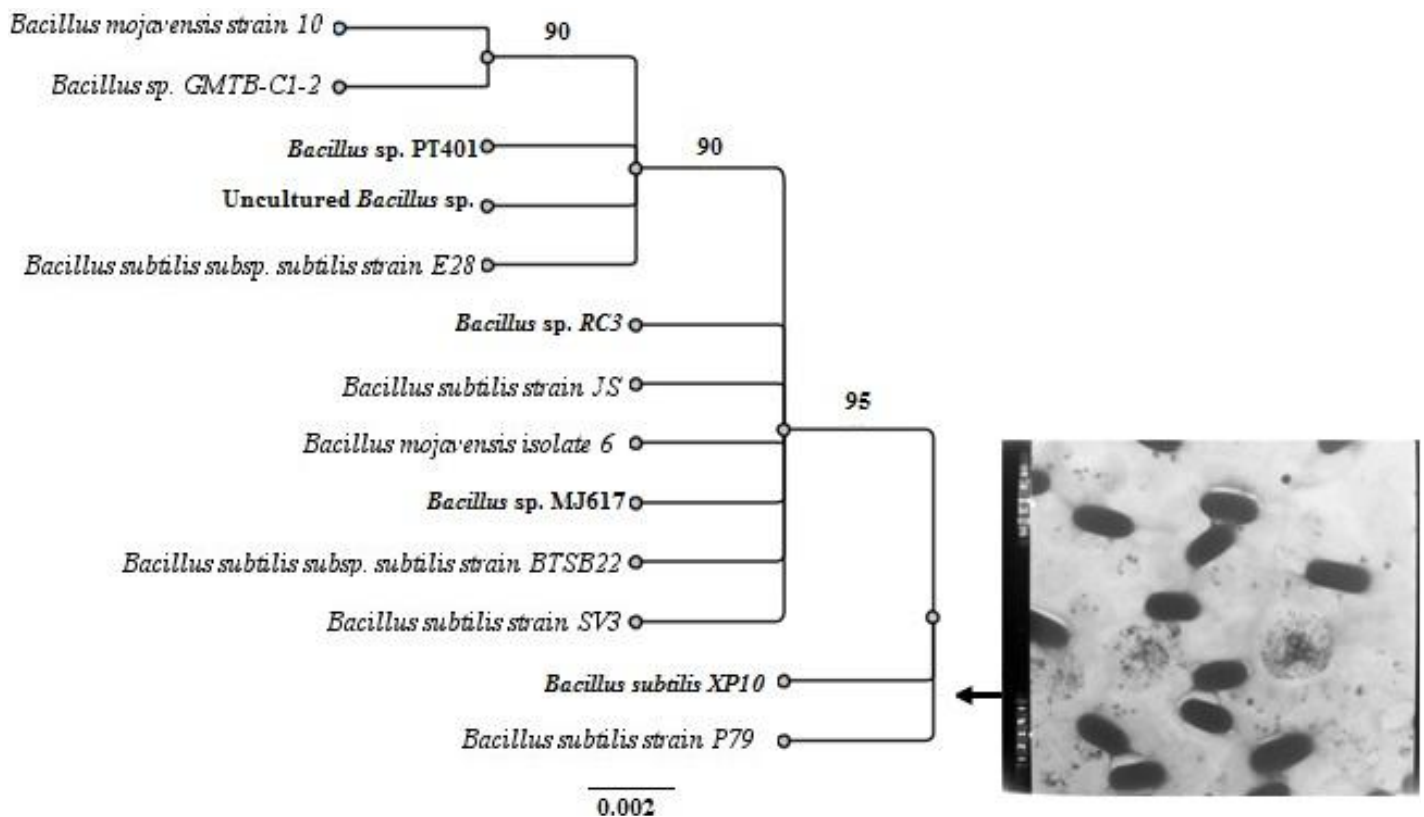 Bacillus mojavensis strain 10
90
Bacillus sp. GMTB-C1-2
Bacillus sp. PT401
90
Uncultured Bacillus sp.
Bacillus subtilis subsp. subtilis strain E28
Bacillus sp. RC3
Bacillus subtilis strain JS
95
Bacillus mojavensis isolate 6
Bacillus sp. MJ617
Bacillus subtilis subsp. subtilis strain BTSB22
Bacillus subtilis strain SV3
Bacillus subtilis XP10
Bacillus subtilis strain P79
0.002